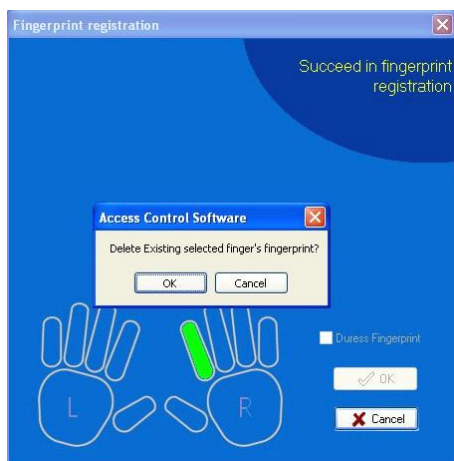 Fingerprint registration
Succeed in fingerprint
registration
Access Control Software
Delete Existing selected finger's fingerprint?
OK
Cancel
L
R
Duress Fingerprint
OK
Cancel